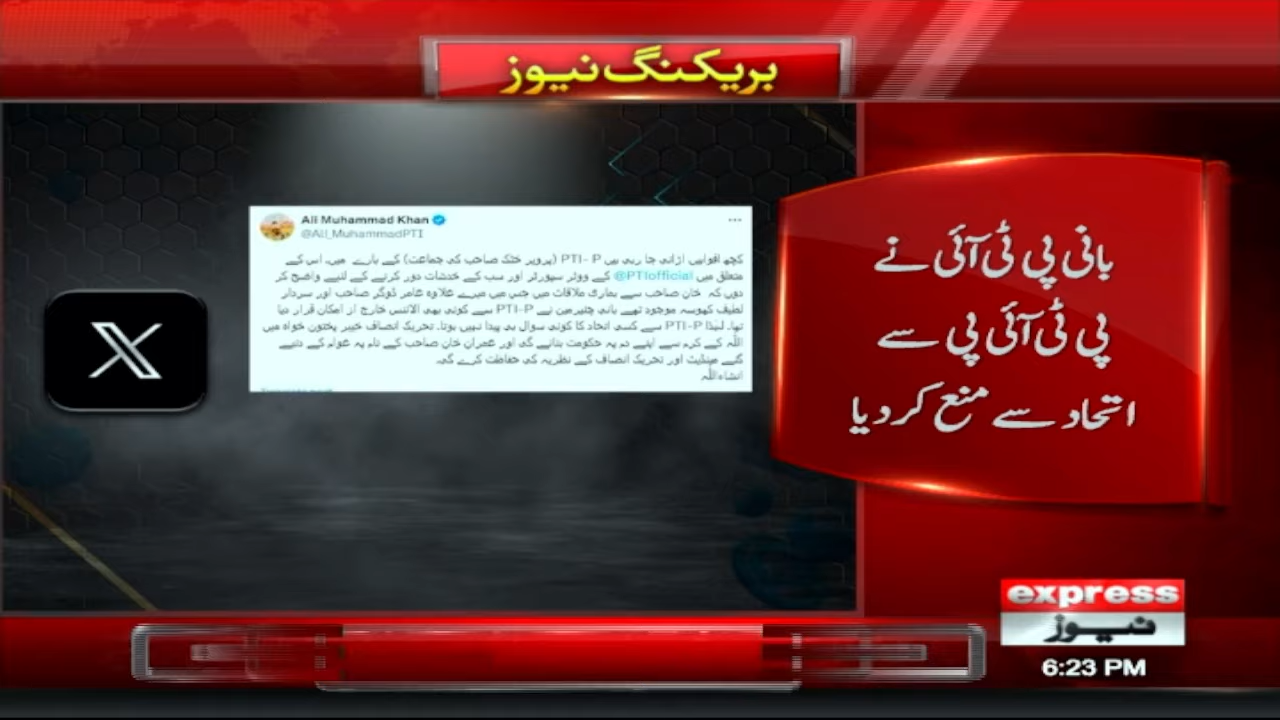 بریکنگ نیوز
Ali Muhammad Khan
@Ali_MuhammadPTI
کچھ افواہیں اڑائی جا رہی ہیں PTI-P (پرویز خٹک صاحب کی جماعت) کے بارے میں، اس کے
متعلق میں @PTIofficial کے ووٹر سپورٹر اور سب کے خدشات دور کرنے کے لئیے واضح کر
دوں کہ خان صاحب سے ہماری ملاقات میں جس میں میرے علاوہ عامر ڈوگر صاحب اور سردار
لطیف کھوسہ موجود تھے بانی چئیرمین نے PTI-P سے کوئی بھی الائنس خارج از امکان قرار دیا
تھا۔ لہٰذا PTI-P سے کسی اتحاد کا کوئی سوال ہی پیدا نہیں ہوتا۔ تحریک انصاف خیبر پختون خواہ میں
اللّٰہ کے کرم سے اپنے دم پہ حکومت بنائے گی اور عمران خان صاحب کے نام پہ عوام کے دئیے
گئے مینڈیٹ اور تحریک انصاف کے نظریہ کی حفاظت کرے گی۔
انشاءاللّٰہ
بانی پی ٹی آئی نے
پی ٹی آئی پی سے
اتحاد سے منع کردیا
express
نیوز
6:23 PM